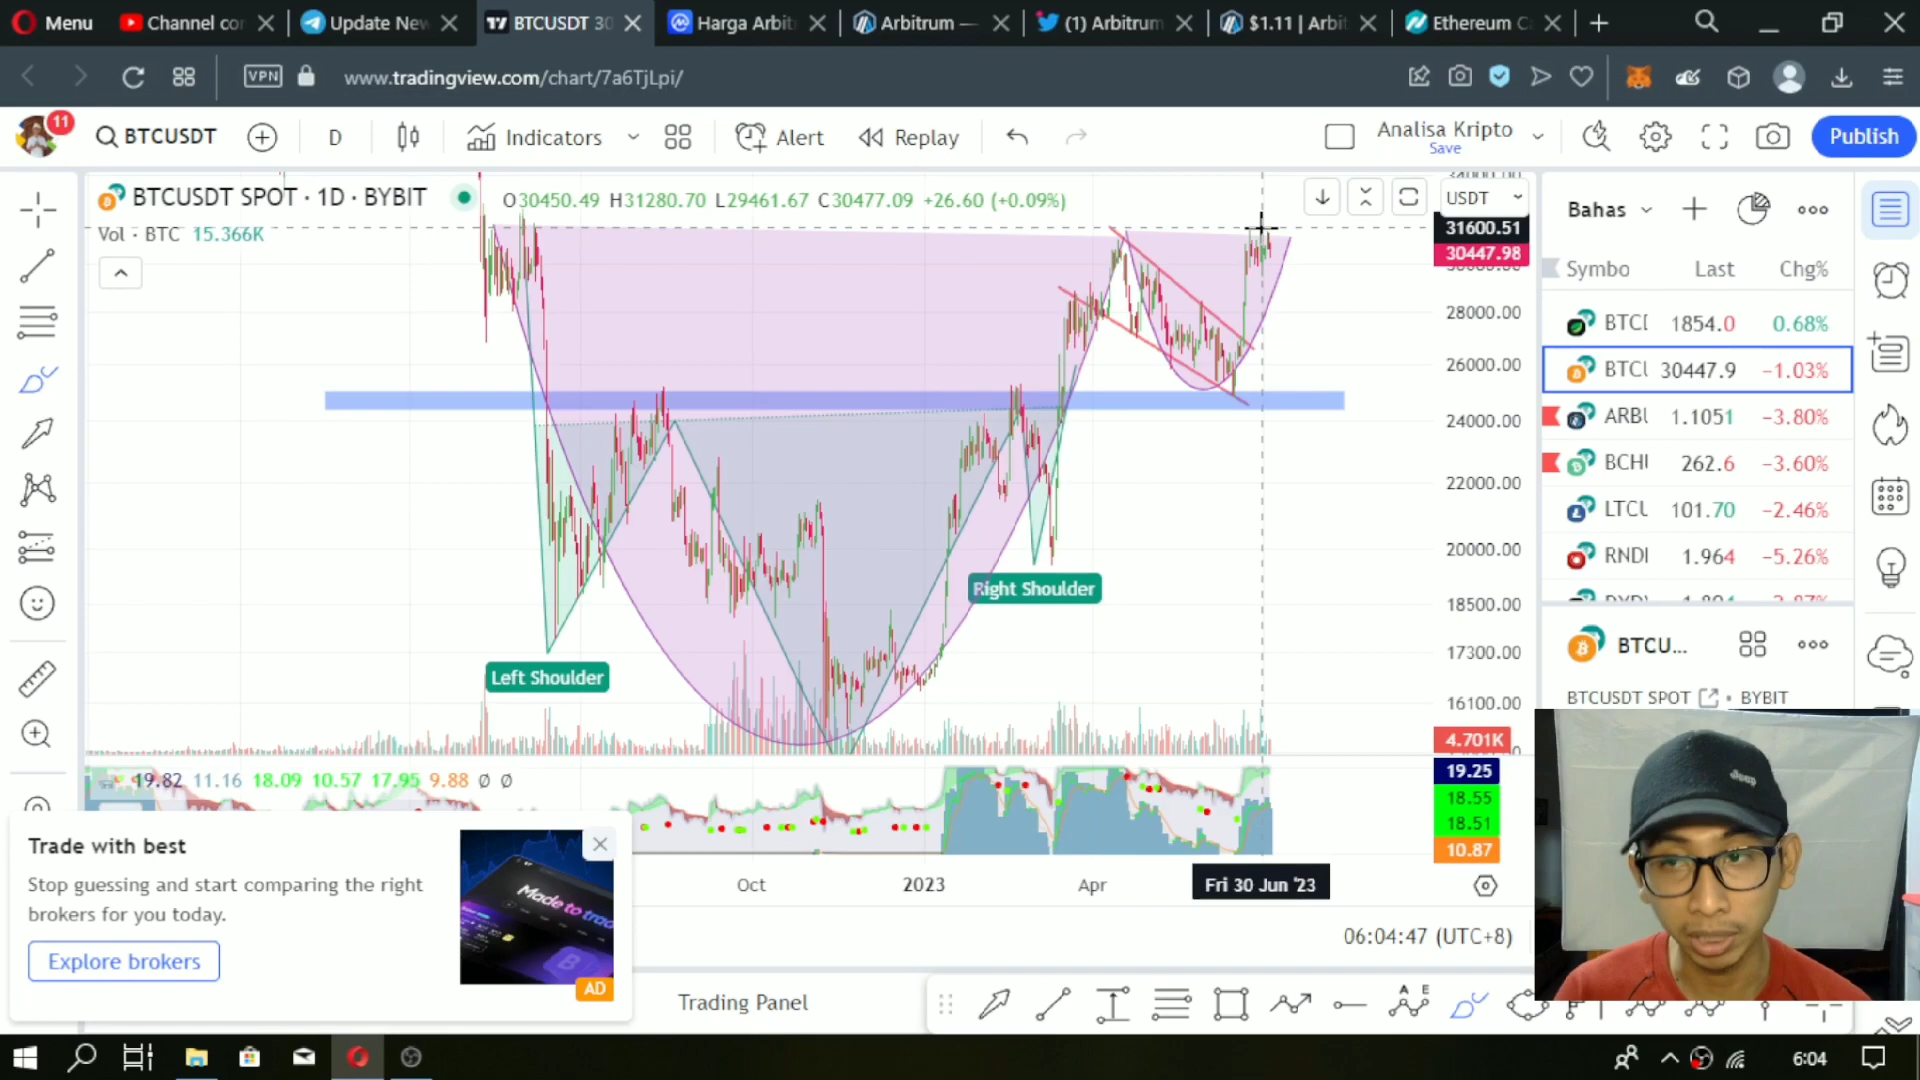 Menu
Channel cor
Update New
BTCUSDT 30
Harga Arbit
Arbitrum —
(1) Arbitrum
$1.11 | Arbit
Ethereum C
VPN
www.tradingview.com/chart/7a6TjLpi/
11
BTCUSDT
D
Indicators
Alert
Replay
Analisa Kripto
Save
Publish
BTCUSDT SPOT · 1D · BYBIT
O30450.49 H31280.70 L29461.67 C30477.09 +26.60 (+0.09%)
Vol · BTC 15.366K
USDT
31600.51
30447.98
28000.00
26000.00
24000.00
22000.00
20000.00
18500.00
17300.00
16100.00
4.701K
Left Shoulder
Right Shoulder
Bahas
Symbo Last Chg%
1854.0 0.68%
30447.9 −1.03%
1.1051 −3.80%
262.6 −3.60%
101.70 −2.46%
RNDI 1.964 −5.26%
BTCU...
BTCUSDT SPOT · BYBIT
19.82 11.16 18.09 10.57 17.95 9.88 Ø Ø
19.25
18.55
18.51
10.87
Oct
2023
Apr
Fri 30 Jun '23
06:04:47 (UTC+8)
Trade with best
Stop guessing and start comparing the right
brokers for you today.
Explore brokers
Made to trad
AD
Trading Panel
A E
Jeep
6:04